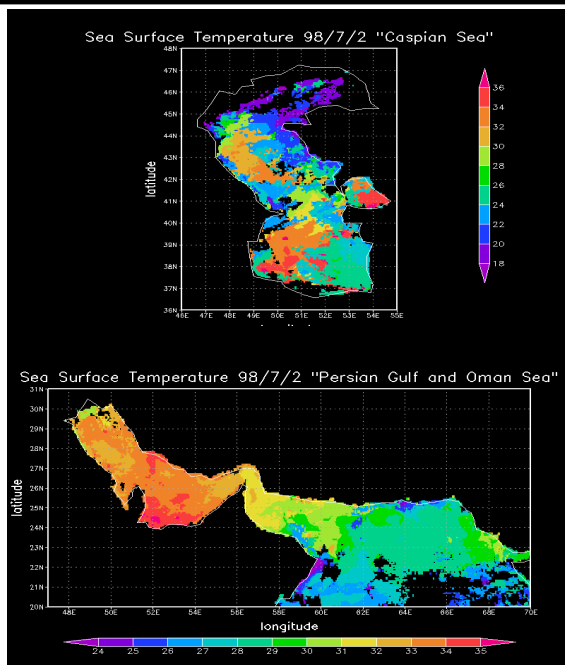 Sea Surface Temperature 98/7/2 "Caspian Sea"
48N
47N
46N
45N
44N
43N
42N
41N
40N
39N
38N
37N
36N
latitude
46E 47E 48E 49E 50E 51E 52E 53E 54E 55E
36
34
32
30
28
26
24
22
20
18
Sea Surface Temperature 98/7/2 "Persian Gulf and Oman Sea"
31N
30N
29N
28N
27N
26N
25N
24N
23N
22N
21N
20N
latitude
48E 50E 52E 54E 56E 58E 60E 62E 64E 66E 68E 70E
longitude
24 25 26 27 28 29 30 31 32 33 34 35